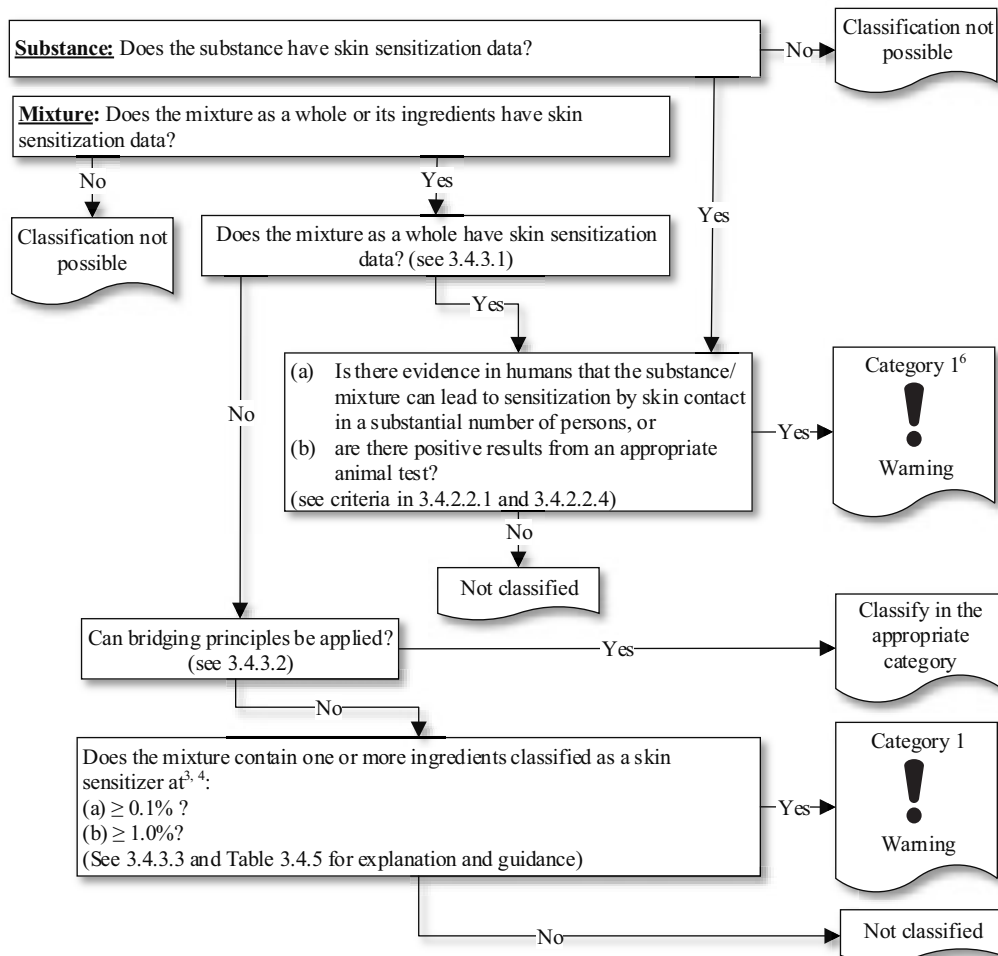 Substance: Does the substance have skin sensitization data?
No
Classification not
possible
Mixture: Does the mixture as a whole or its ingredients have skin
sensitization data?
No
Yes
Yes
Classification not
possible
Does the mixture as a whole have skin sensitization
data? (see 3.4.3.1)
Yes
No
(a) Is there evidence in humans that the substance/
mixture can lead to sensitization by skin contact
in a substantial number of persons, or
(b) are there positive results from an appropriate
animal test?
(see criteria in 3.4.2.2.1 and 3.4.2.2.4)
Yes
Category 1⁶
!
Warning
No
Not classified
Can bridging principles be applied?
(see 3.4.3.2)
Yes
Classify in the
appropriate
category
No
Does the mixture contain one or more ingredients classified as a skin
sensitizer at³, ⁴:
(a) ≥ 0.1% ?
(b) ≥ 1.0%?
(See 3.4.3.3 and Table 3.4.5 for explanation and guidance)
Yes
Category 1
!
Warning
No
Not classified